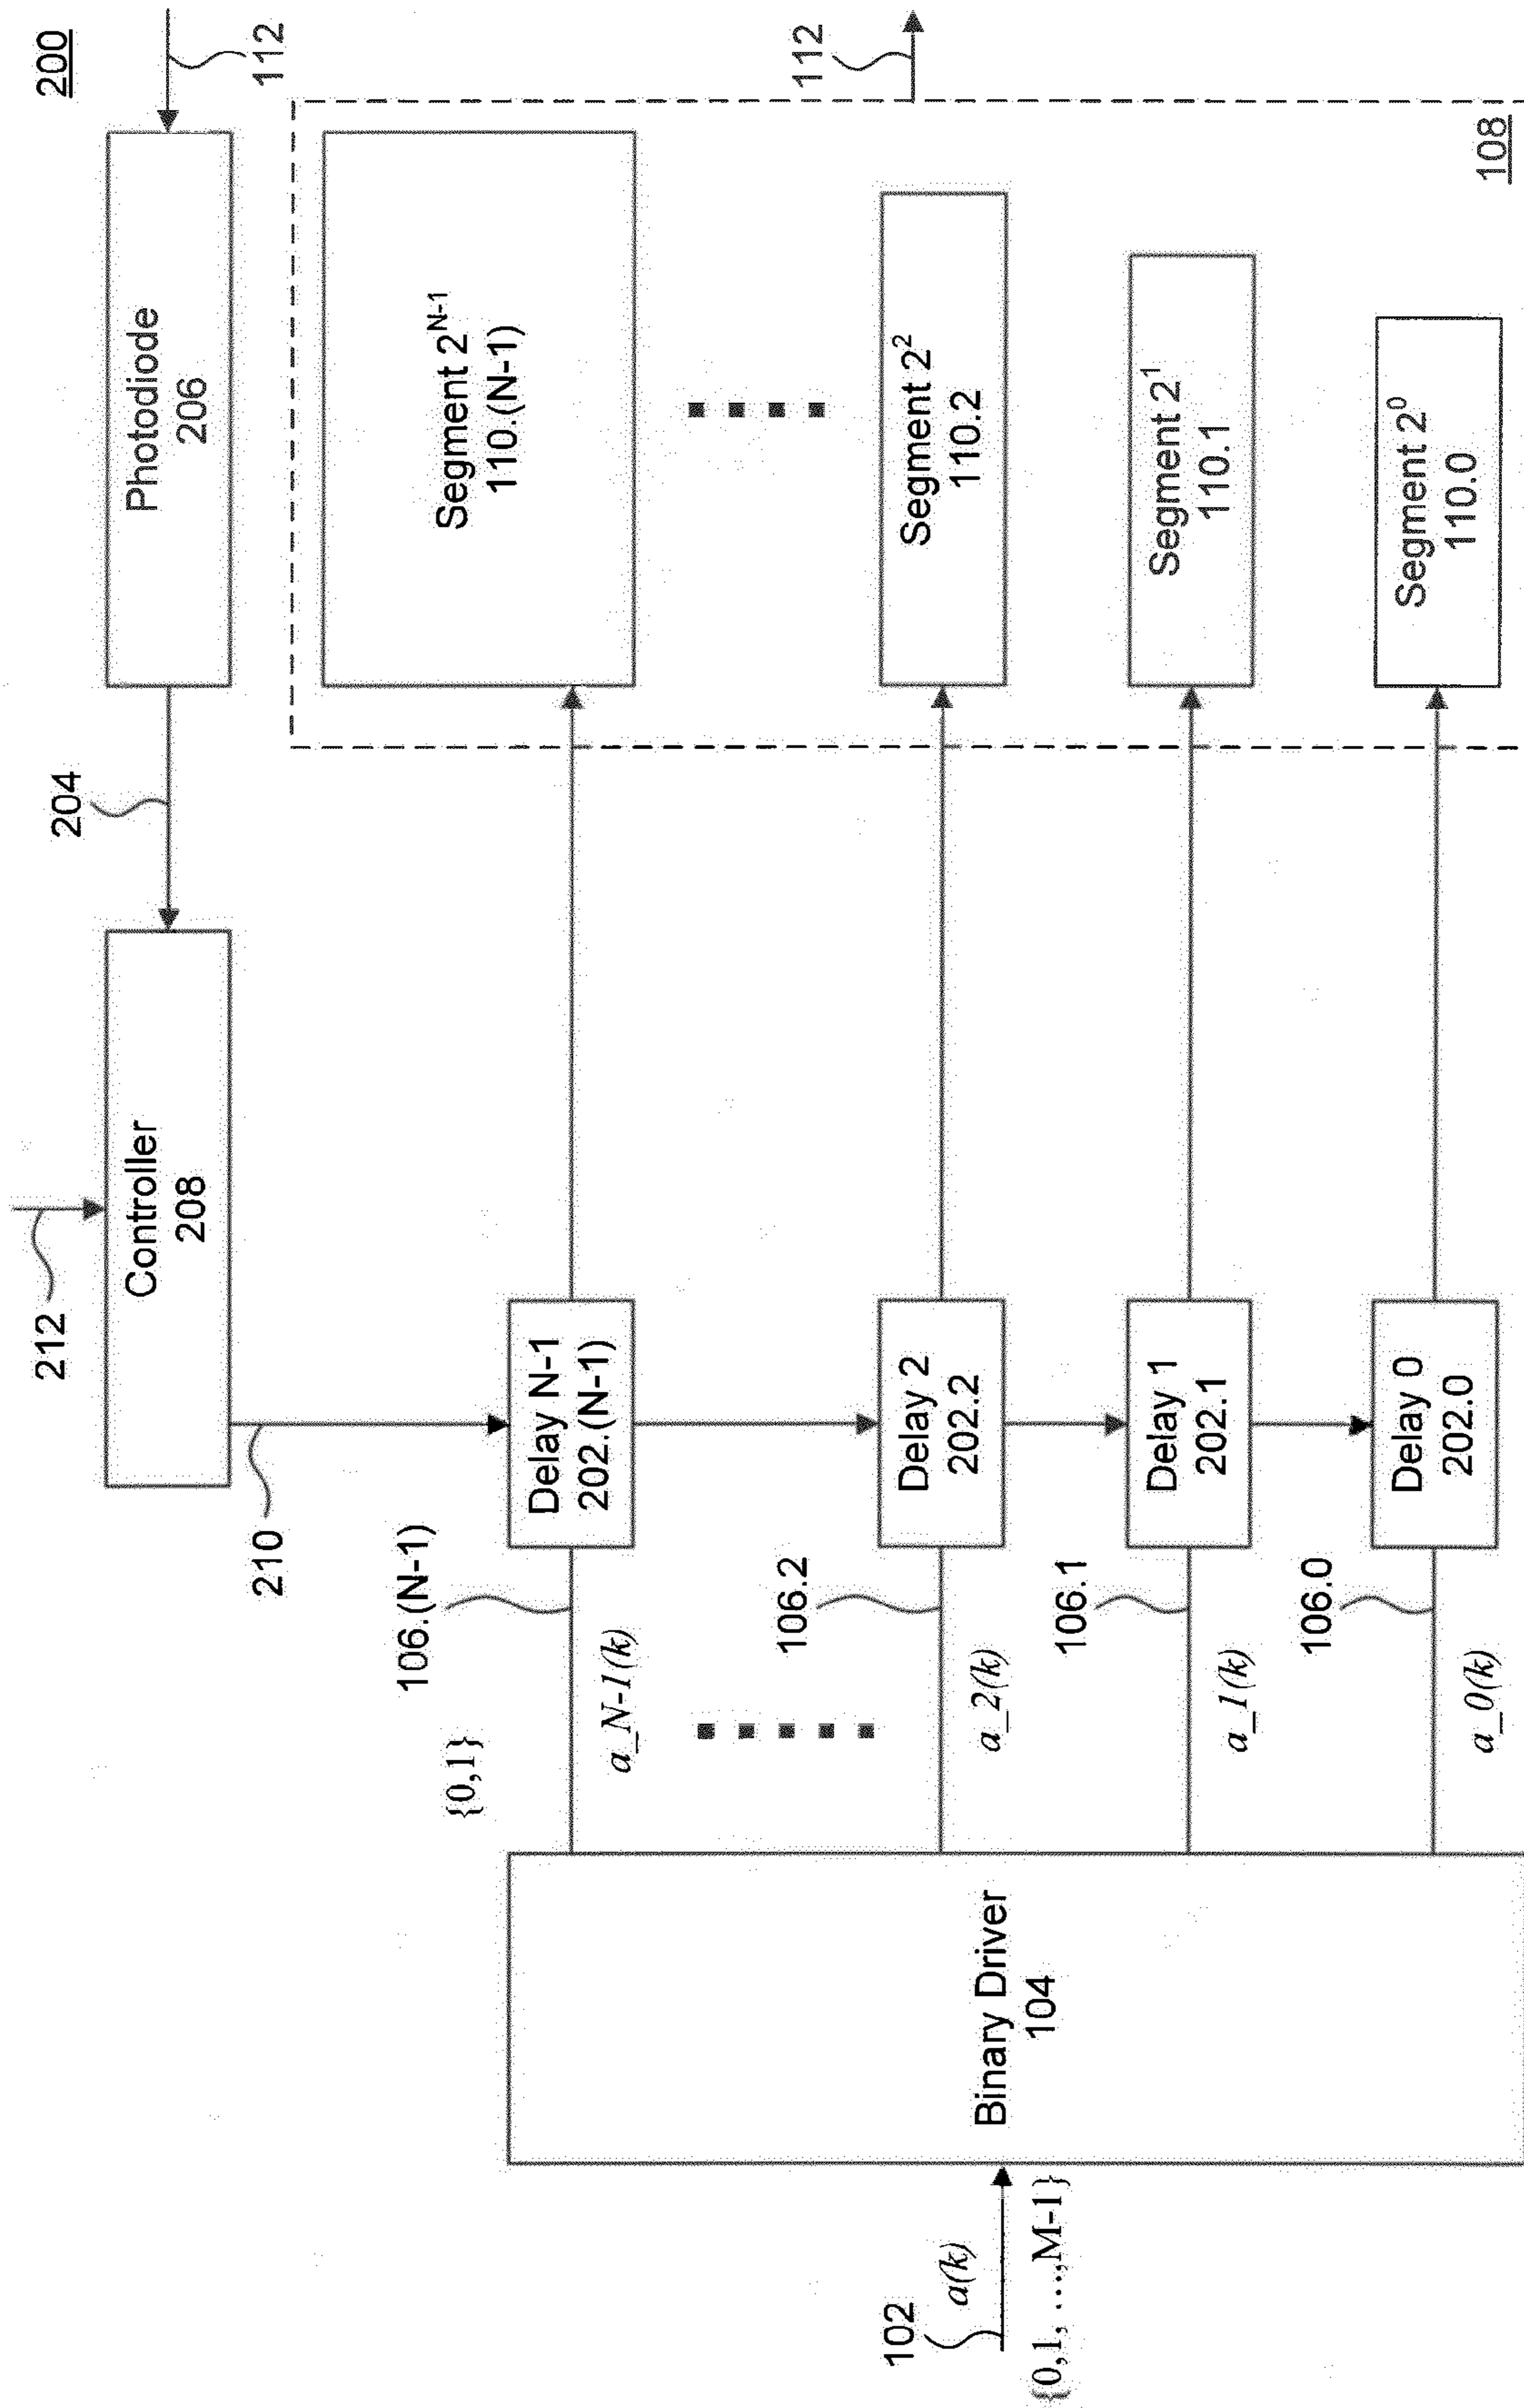 200
212
Controller
208
204
Photodiode
206
112
210
{0,1}
106.(N-1)
a_N-1(k)
Delay N-1
202.(N-1)
Segment 2^N-1
110.(N-1)
112
102
a(k)
{0,1, ....,M-1}
Binary Driver
104
106.2
a_2(k)
Delay 2
202.2
Segment 2^2
110.2
106.1
a_1(k)
Delay 1
202.1
Segment 2^1
110.1
106.0
a_0(k)
Delay 0
202.0
Segment 2^0
110.0
108